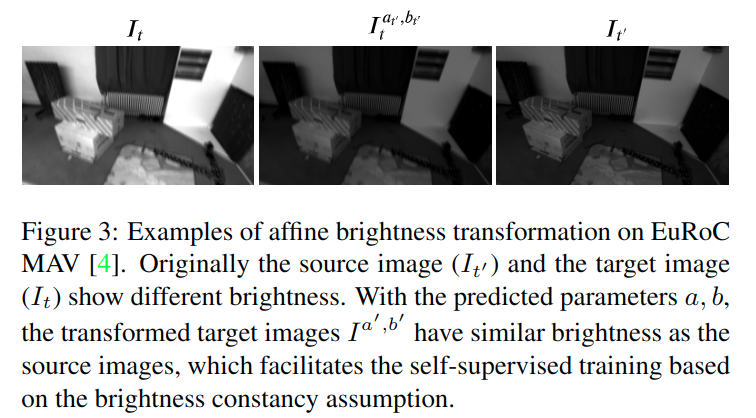 I_t I_t^{a_{t'},b_{t'}} I_{t'}
Figure 3: Examples of affine brightness transformation on EuRoC
MAV [4]. Originally the source image (I_{t'}) and the target image
(I_t) show different brightness. With the predicted parameters a, b,
the transformed target images I^{a',b'} have similar brightness as the
source images, which facilitates the self-supervised training based
on the brightness constancy assumption.